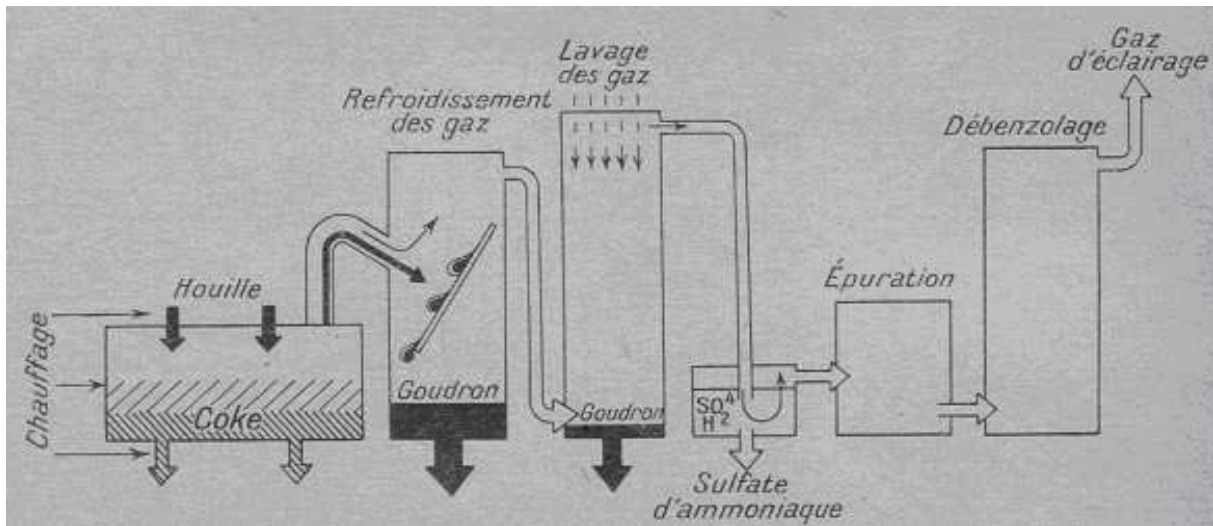 Chauffage
Houille
Coke
Refroidissement
des gaz
Goudron
Lavage
des gaz
Goudron
SO4
H2
Sulfate
d'ammoniaque
Épuration
Débenzolage
Gaz
d'éclairage